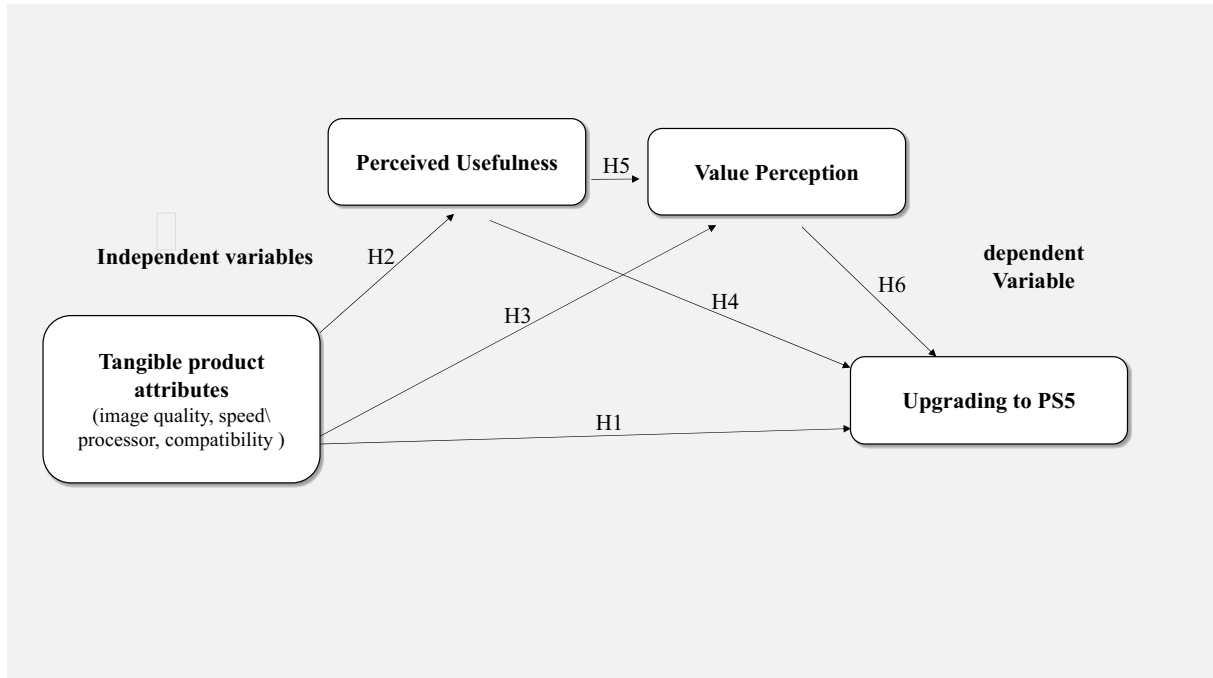 Perceived Usefulness
H5
Value Perception
Independent variables
H2
dependent
Variable
H6
H4
H3
Tangible product
attributes
(image quality, speed\
processor, compatibility )
Upgrading to PS5
H1